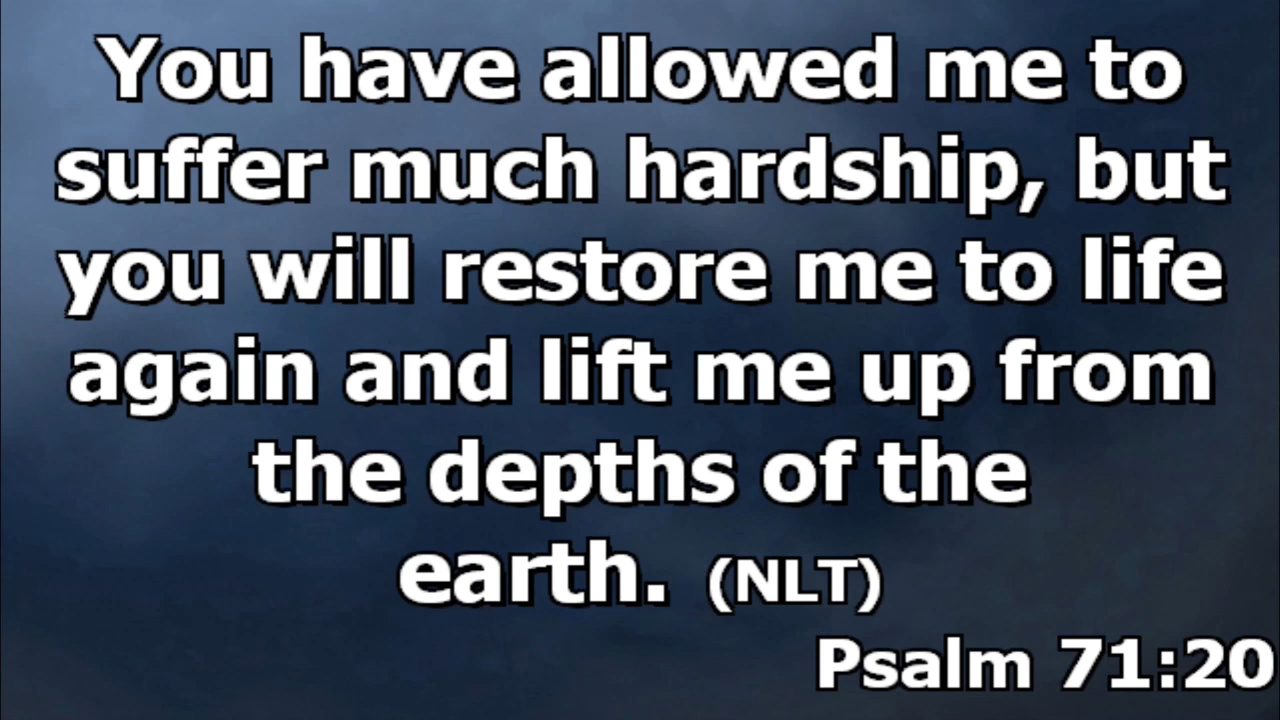 You have allowed me to
suffer much hardship, but
you will restore me to life
again and lift me up from
the depths of the
earth. (NLT)
Psalm 71:20